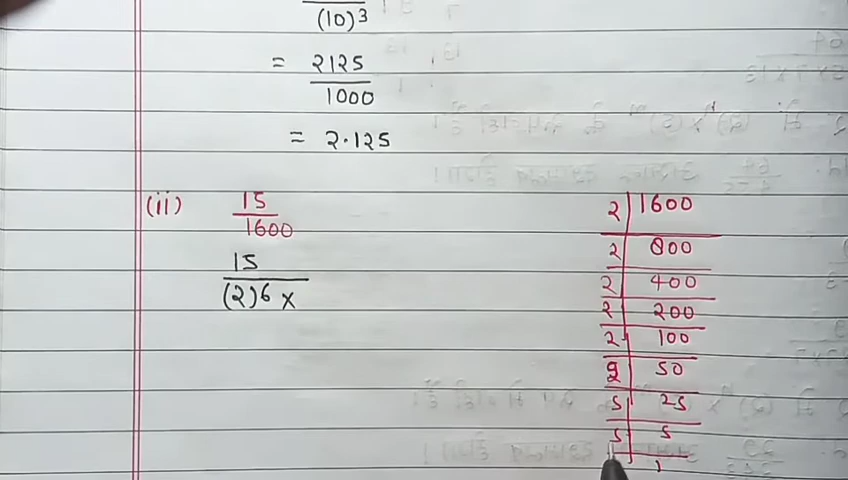 (10)³
= 2125
1000
= 2.125
(ii) 15
1600
15
(2)⁶ ×
2 | 1600
2 | 800
2 | 400
2 | 200
2 | 100
2 | 50
5 | 25
5 | 5
1